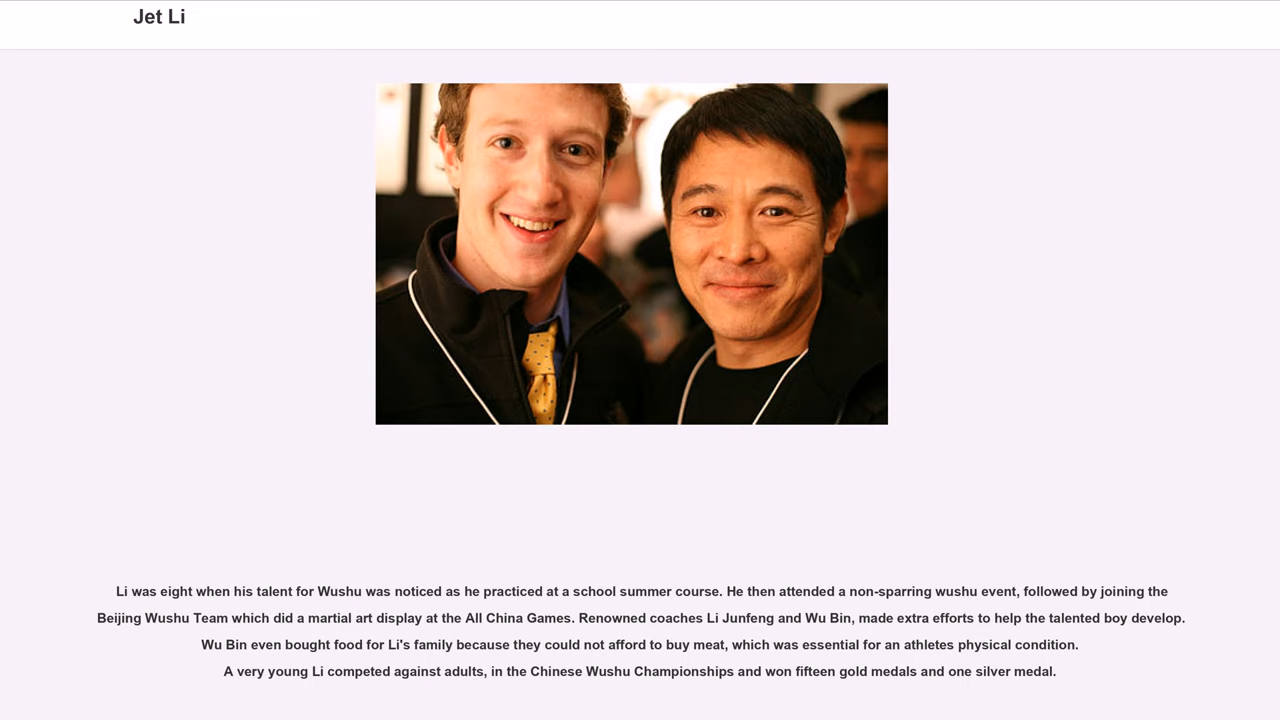 Jet Li
Li was eight when his talent for Wushu was noticed as he practiced at a school summer course. He then attended a non-sparring wushu event, followed by joining the
Beijing Wushu Team which did a martial art display at the All China Games. Renowned coaches Li Junfeng and Wu Bin, made extra efforts to help the talented boy develop.
Wu Bin even bought food for Li's family because they could not afford to buy meat, which was essential for an athletes physical condition.
A very young Li competed against adults, in the Chinese Wushu Championships and won fifteen gold medals and one silver medal.